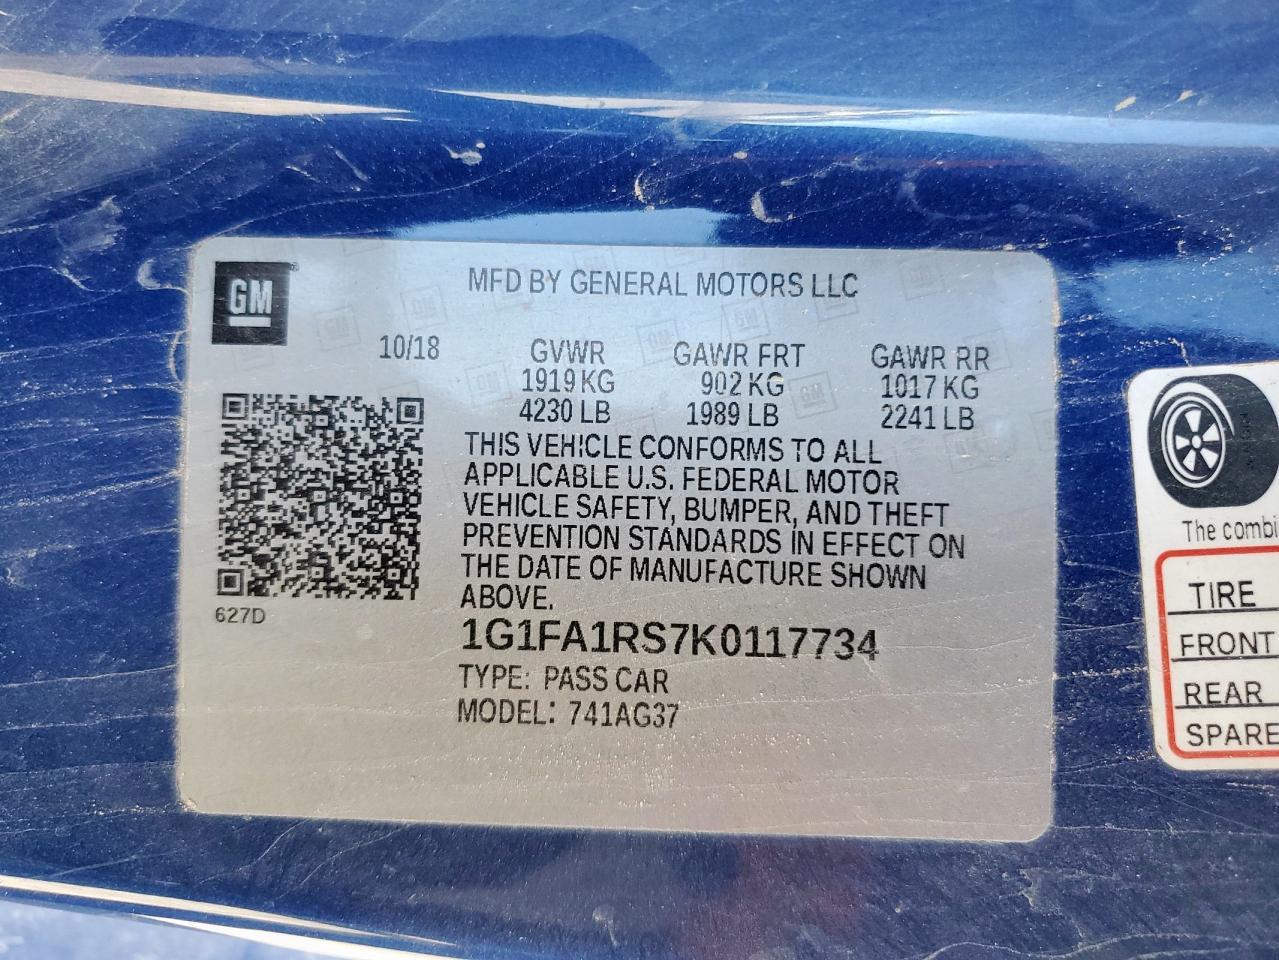 GM
MFD BY GENERAL MOTORS LLC
10/18 GVWR GAWR FRT GAWR RR
1919 KG 902 KG 1017 KG
4230 LB 1989 LB 2241 LB
THIS VEHICLE CONFORMS TO ALL
APPLICABLE U.S. FEDERAL MOTOR
VEHICLE SAFETY, BUMPER, AND THEFT
PREVENTION STANDARDS IN EFFECT ON
THE DATE OF MANUFACTURE SHOWN
ABOVE.
627D
1G1FA1RS7K0117734
TYPE: PASS CAR
MODEL: 741AG37
The combi
TIRE
FRONT
REAR
SPARE